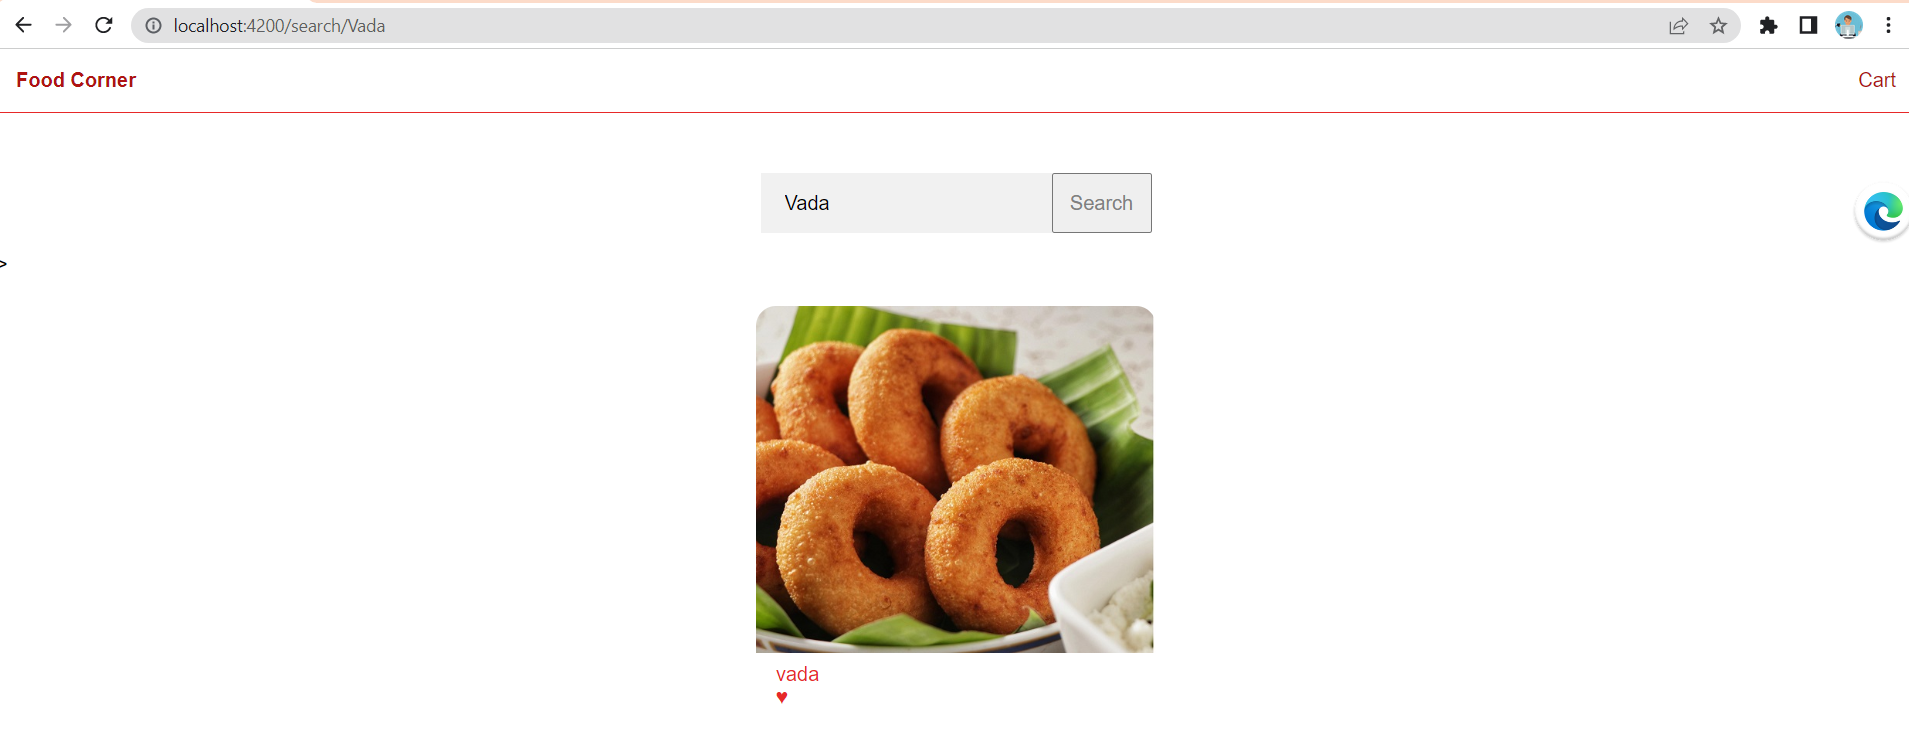 localhost:4200/search/Vada
Food Corner
Cart
Vada
Search
>
vada
♥